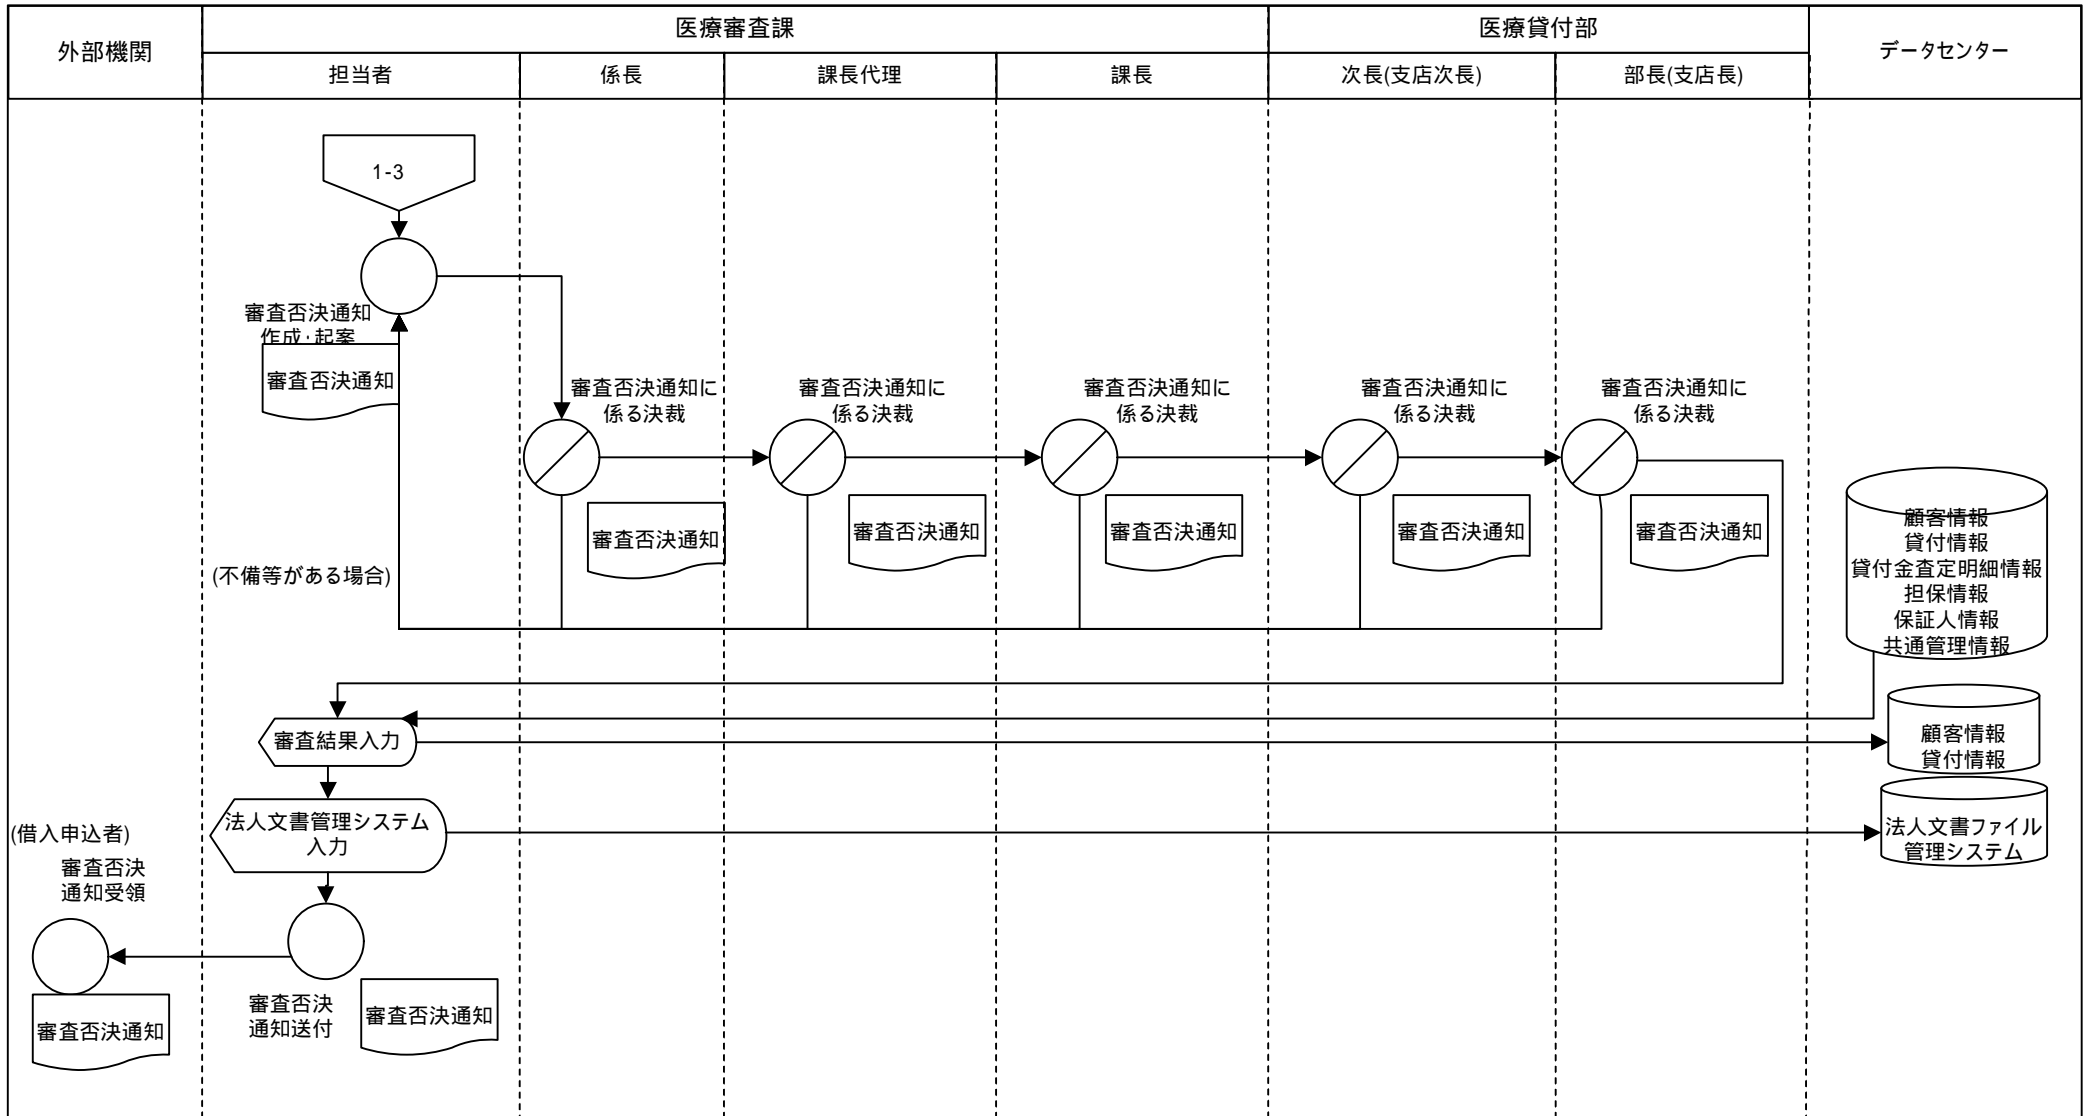 外部機関
医療審査課
医療貸付部
データセンター
担当者
係長
課長代理
課長
次長(支店次長)
部長(支店長)
1-3
審査否決通知
作成・起案
審査否決通知
審査否決通知に
係る決裁
審査否決通知に
係る決裁
審査否決通知に
係る決裁
審査否決通知に
係る決裁
審査否決通知に
係る決裁
審査否決通知
審査否決通知
審査否決通知
審査否決通知
審査否決通知
(不備等がある場合)
顧客情報
貸付情報
貸付金査定明細情報
担保情報
保証人情報
共通管理情報
審査結果入力
顧客情報
貸付情報
法人文書管理システム
入力
法人文書ファイル
管理システム
(借入申込者)
審査否決
通知受領
審査否決通知
審査否決
通知送付
審査否決通知